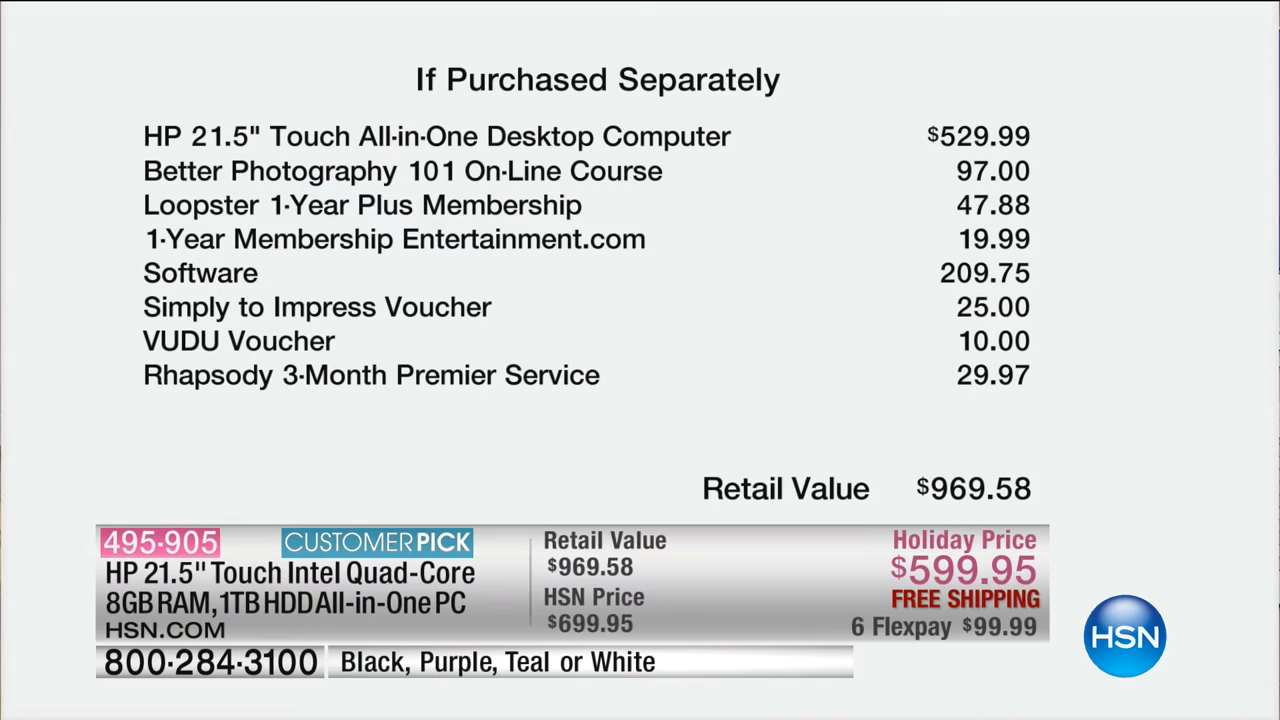 If Purchased Separately
HP 21.5" Touch All-in-One Desktop Computer $529.99
Better Photography 101 On-Line Course 97.00
Loopster 1-Year Plus Membership 47.88
1-Year Membership Entertainment.com 19.99
Software 209.75
Simply to Impress Voucher 25.00
VUDU Voucher 10.00
Rhapsody 3-Month Premier Service 29.97
Retail Value $969.58
495-905 CUSTOMER PICK
HP 21.5" Touch Intel Quad-Core
8GB RAM, 1TB HDD All-in-One PC
HSN.COM
Retail Value
$969.58
HSN Price
$699.95
Holiday Price
$599.95
FREE SHIPPING
6 Flexpay $99.99
800-284-3100 Black, Purple, Teal or White
HSN